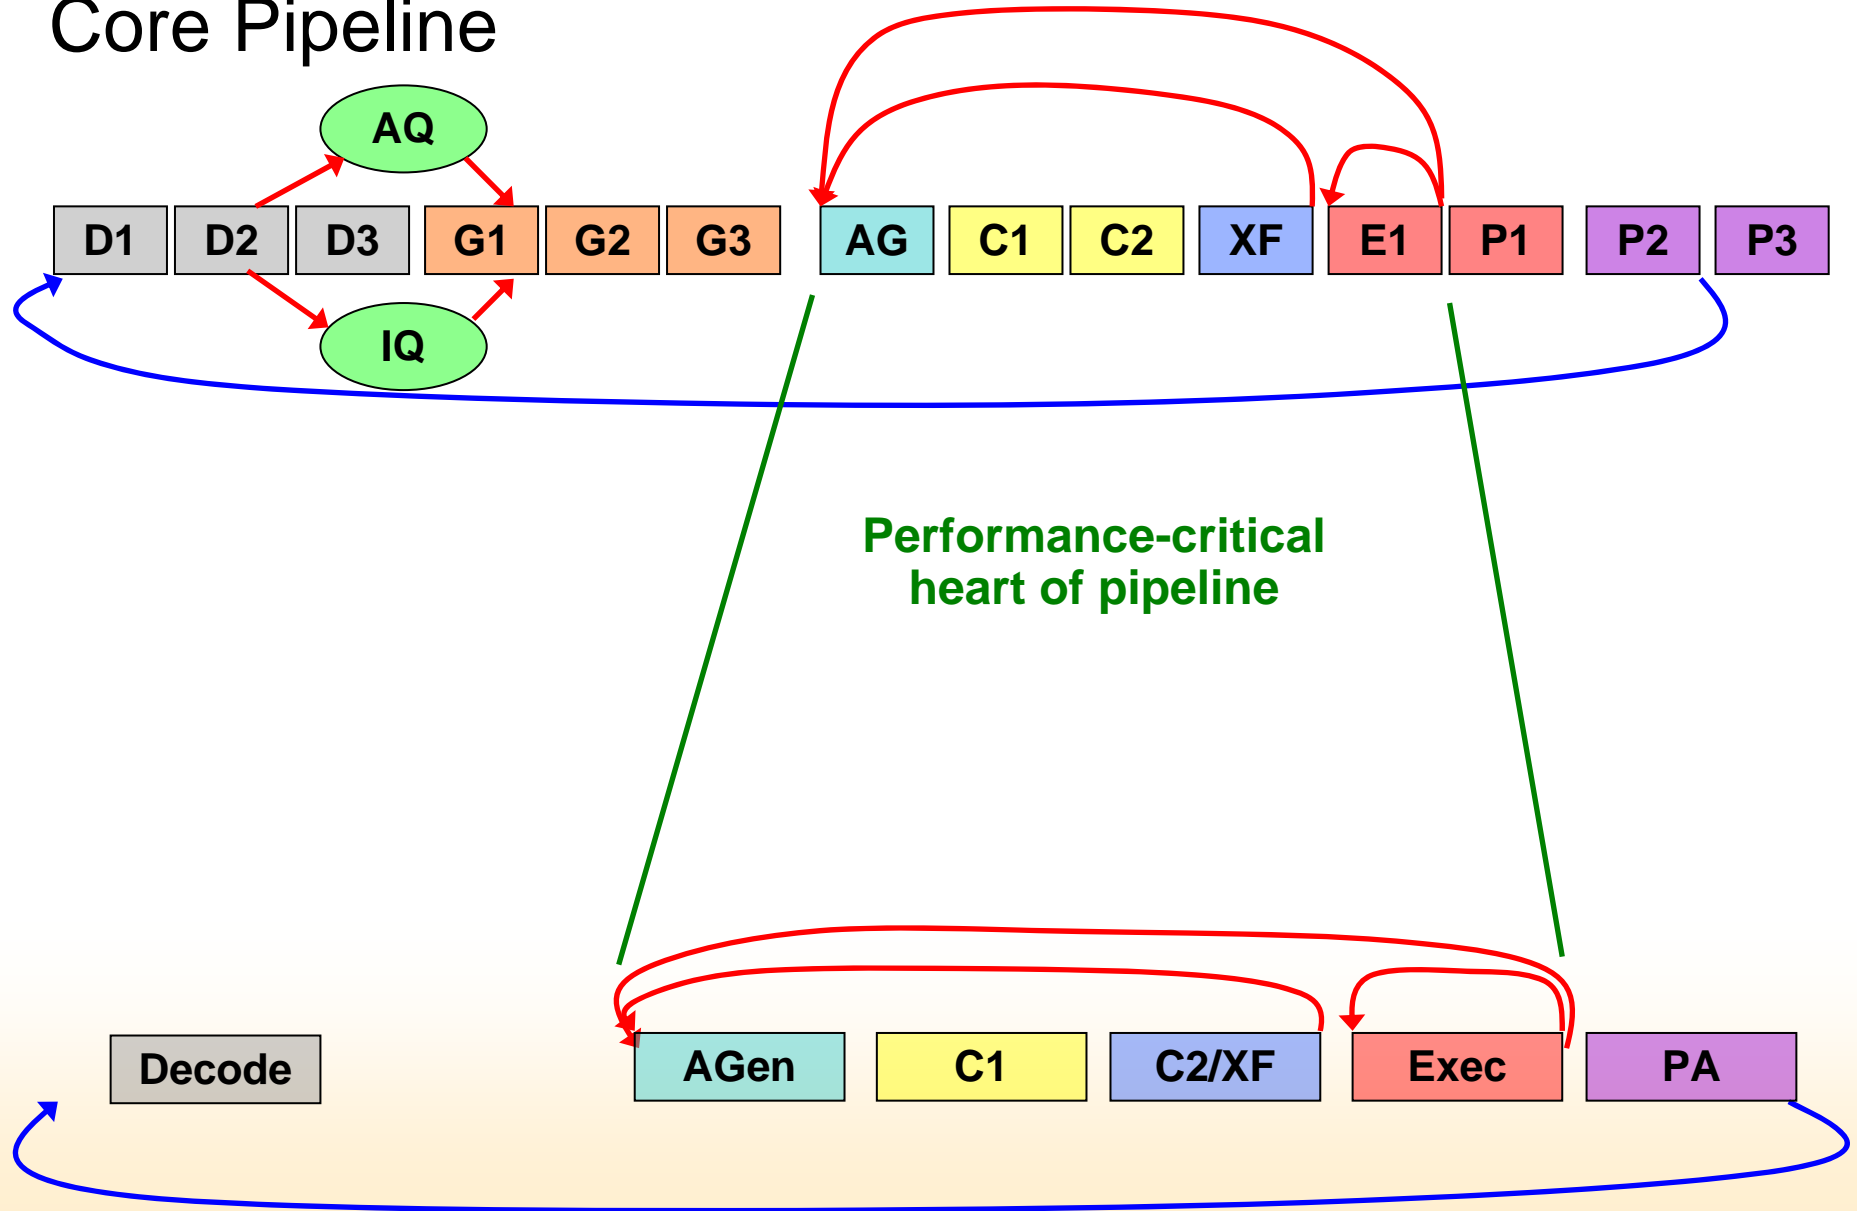 Core Pipeline
AQ
D1 D2 D3 G1 G2 G3 AG C1 C2 XF E1 P1 P2 P3
IQ
Performance-critical
heart of pipeline
Decode AGen C1 C2/XF Exec PA